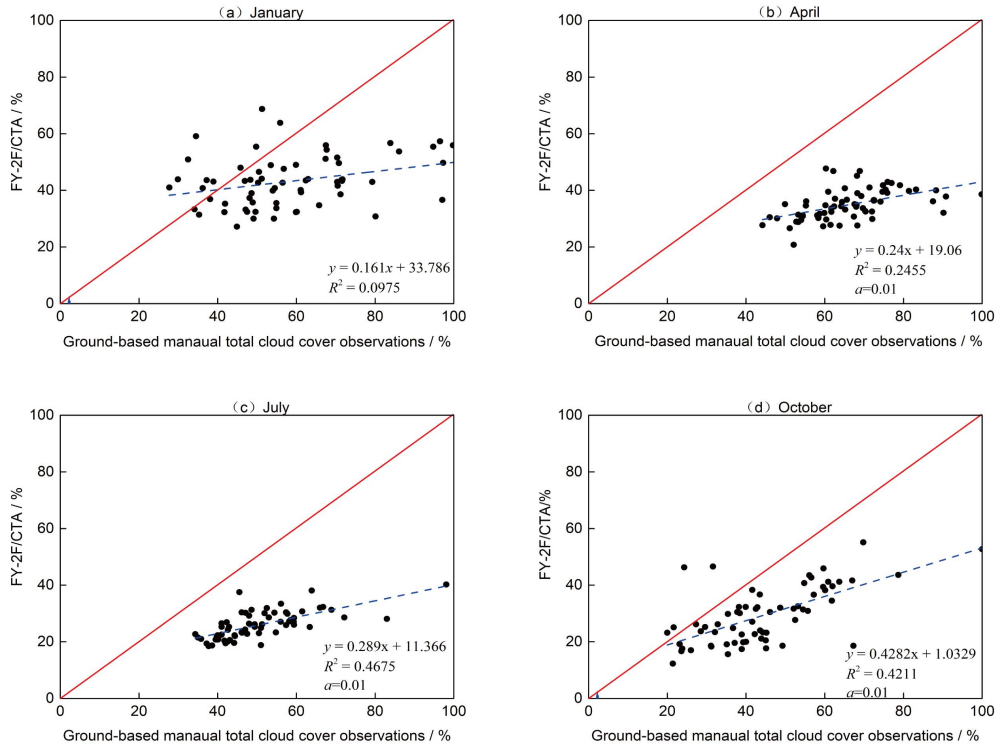 （a）January
100
80
60
40
20
0
FY-2F/CTA / %
y = 0.161x + 33.786
R² = 0.0975
0 20 40 60 80 100
Ground-based manaual total cloud cover observations / %
（b）April
100
80
60
40
20
0
FY-2F/CTA / %
y = 0.24x + 19.06
R² = 0.2455
a=0.01
0 20 40 60 80 100
Ground-based manaual total cloud cover observations / %
（c）July
100
80
60
40
20
0
FY-2F/CTA / %
y = 0.289x + 11.366
R² = 0.4675
a=0.01
0 20 40 60 80 100
Ground-based manaual total cloud cover observations / %
（d）October
100
80
60
40
20
0
FY-2F/CTA/%
y = 0.4282x + 1.0329
R² = 0.4211
a=0.01
0 20 40 60 80 100
Ground-based manaual total cloud cover observations / %